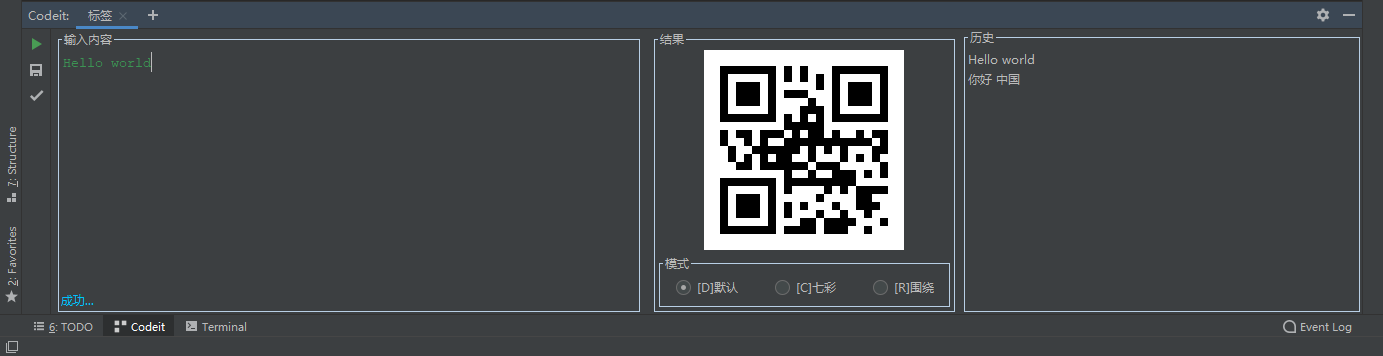 Codeit: 标签
输入内容
Hello world
成功...
结果
模式
[D]默认 [C]七彩 [R]围绕
历史
Hello world
你好 中国
7: Structure
2: Favorites
6: TODO Codeit Terminal Event Log